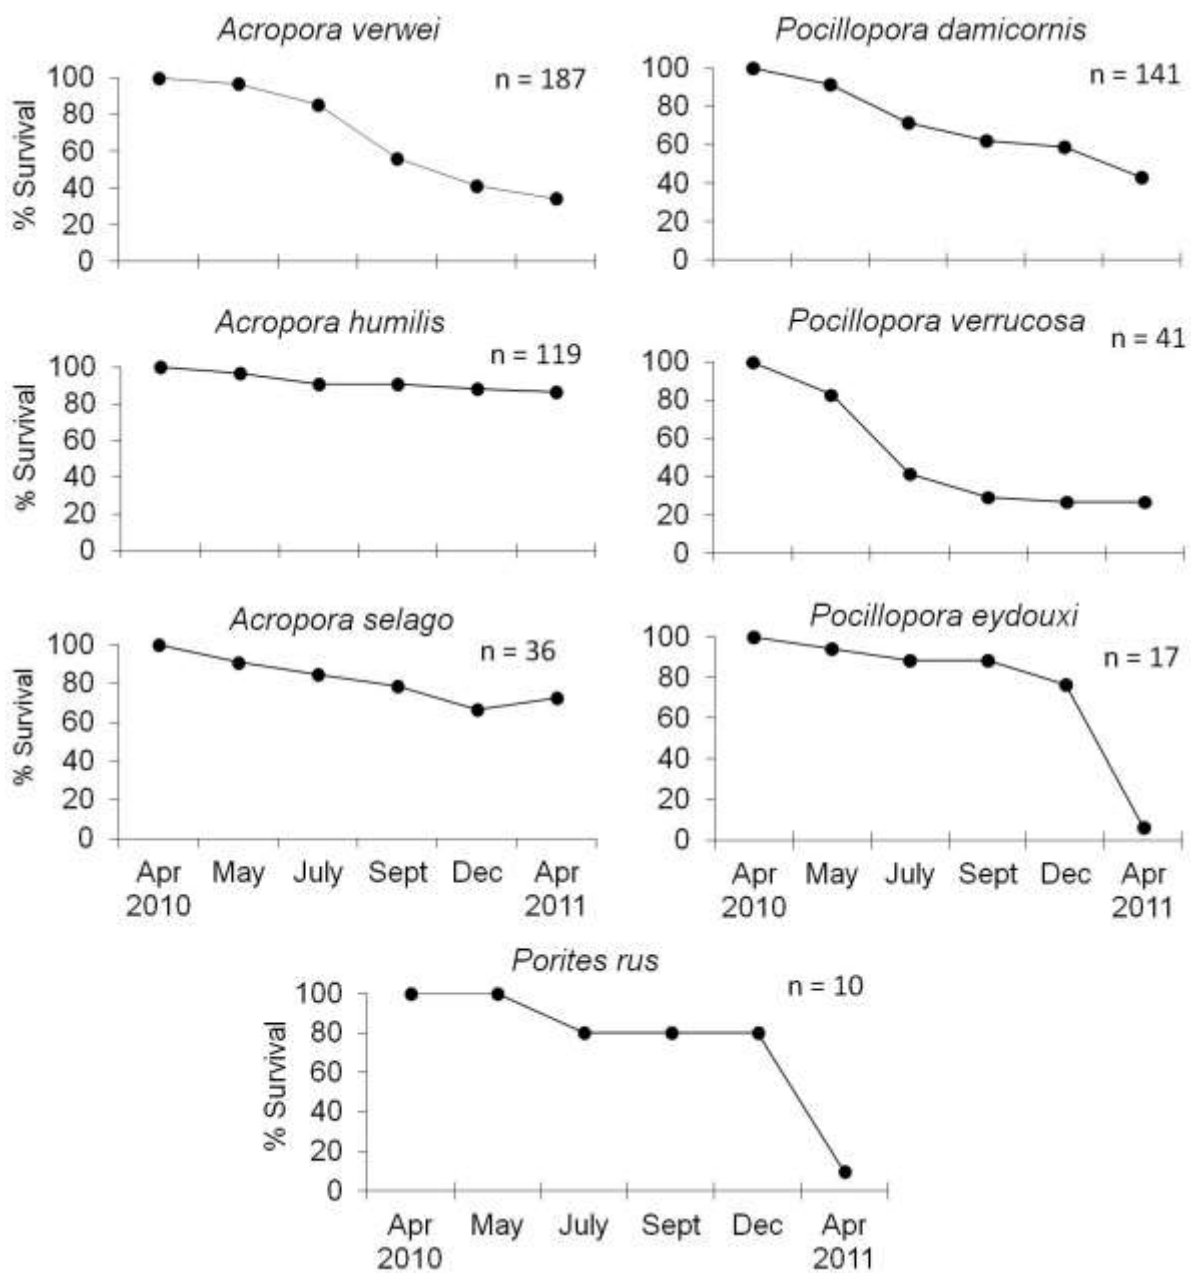 Acropora verwei
n = 187
% Survival
100
80
60
40
20
0
Pocillopora damicornis
n = 141
100
80
60
40
20
0
Acropora humilis
n = 119
% Survival
100
80
60
40
20
0
Pocillopora verrucosa
n = 41
100
80
60
40
20
0
Acropora selago
n = 36
% Survival
100
80
60
40
20
0
Apr May July Sept Dec Apr
2010 2011
Pocillopora eydouxi
n = 17
100
80
60
40
20
0
Apr May July Sept Dec Apr
2010 2011
Porites rus
n = 10
% Survival
100
80
60
40
20
0
Apr May July Sept Dec Apr
2010 2011